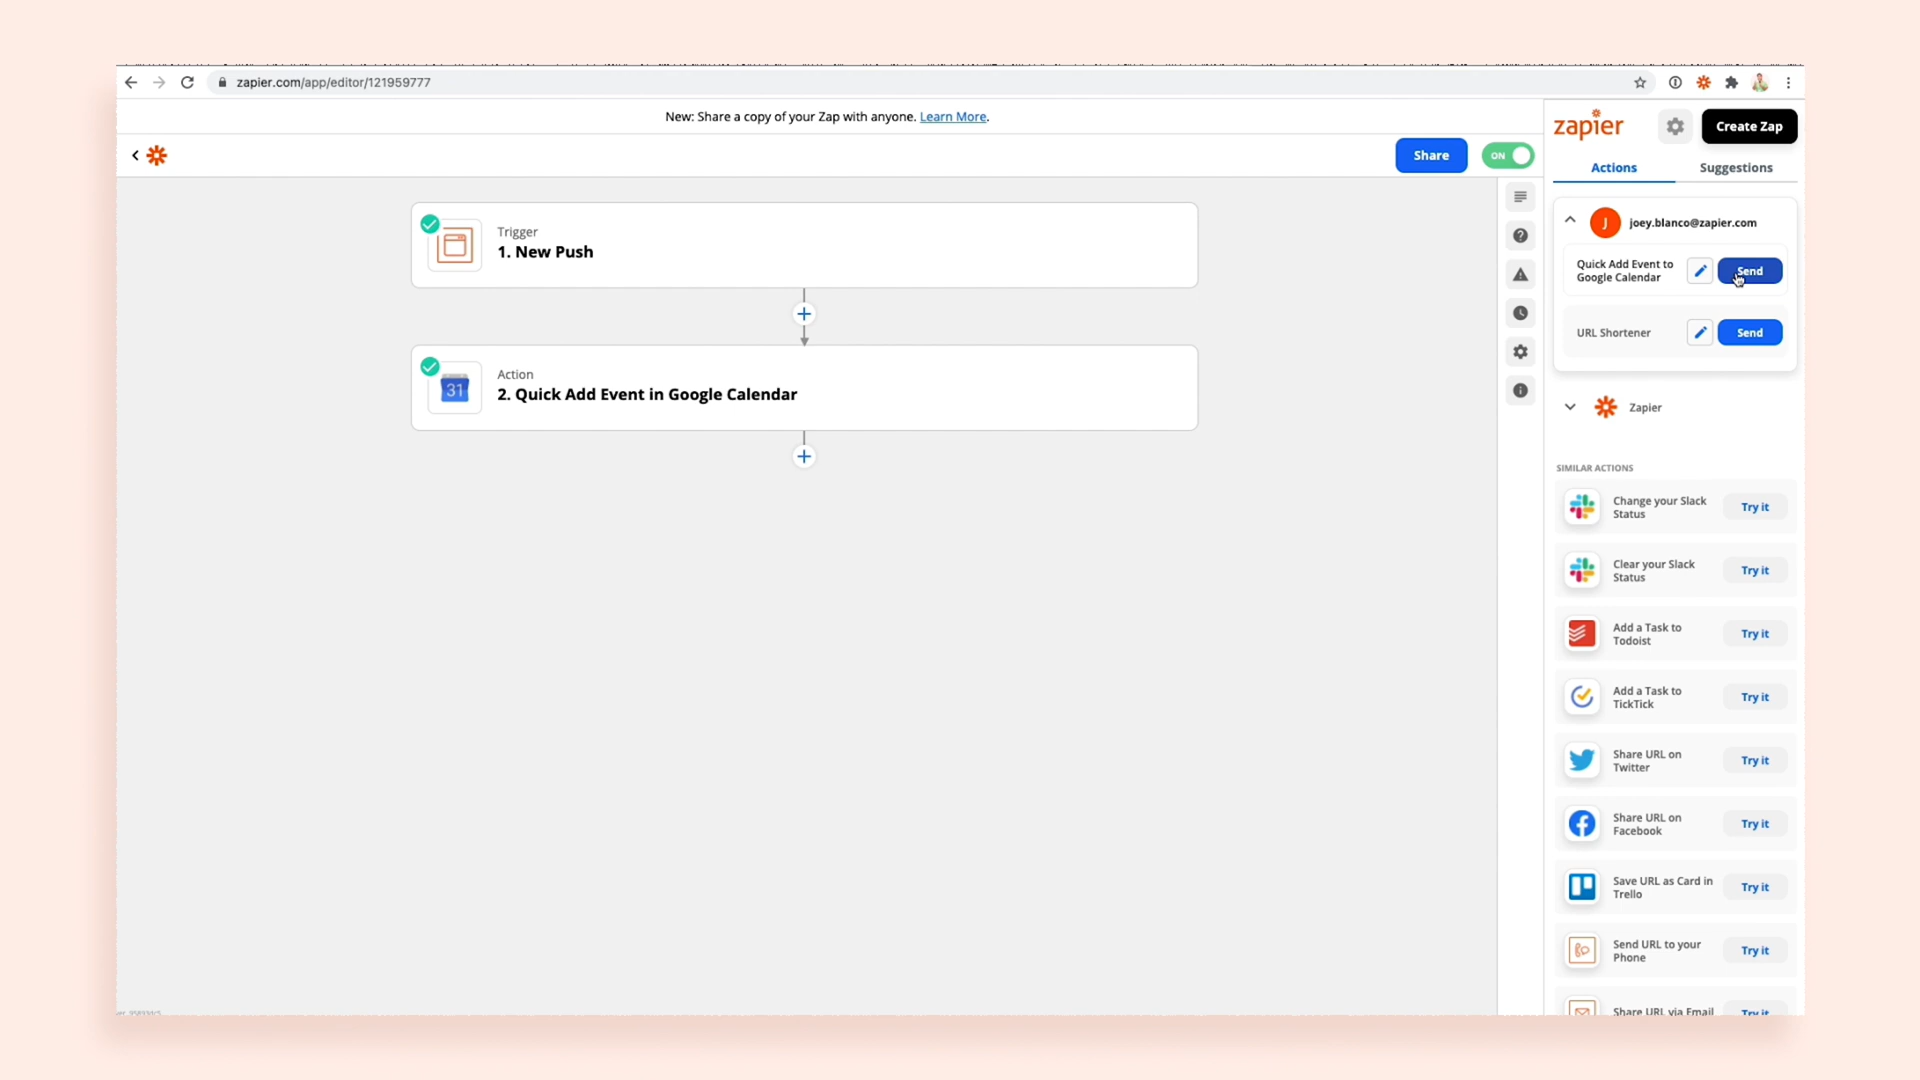 zapier.com/app/editor/121959777
New: Share a copy of your Zap with anyone. Learn More.
Share
ON
Trigger
1. New Push
Action
31
2. Quick Add Event in Google Calendar
zapier
Create Zap
Actions
Suggestions
J
joey.blanco@zapier.com
Quick Add Event to
Google Calendar
Send
URL Shortener
Send
Zapier
SIMILAR ACTIONS
Change your Slack
Status
Try it
Clear your Slack
Status
Try it
Add a Task to
Todoist
Try it
Add a Task to
TickTick
Try it
Share URL on
Twitter
Try it
Share URL on
Facebook
Try it
Save URL as Card in
Trello
Try it
Send URL to your
Phone
Try it
Share URL via Email
Try it